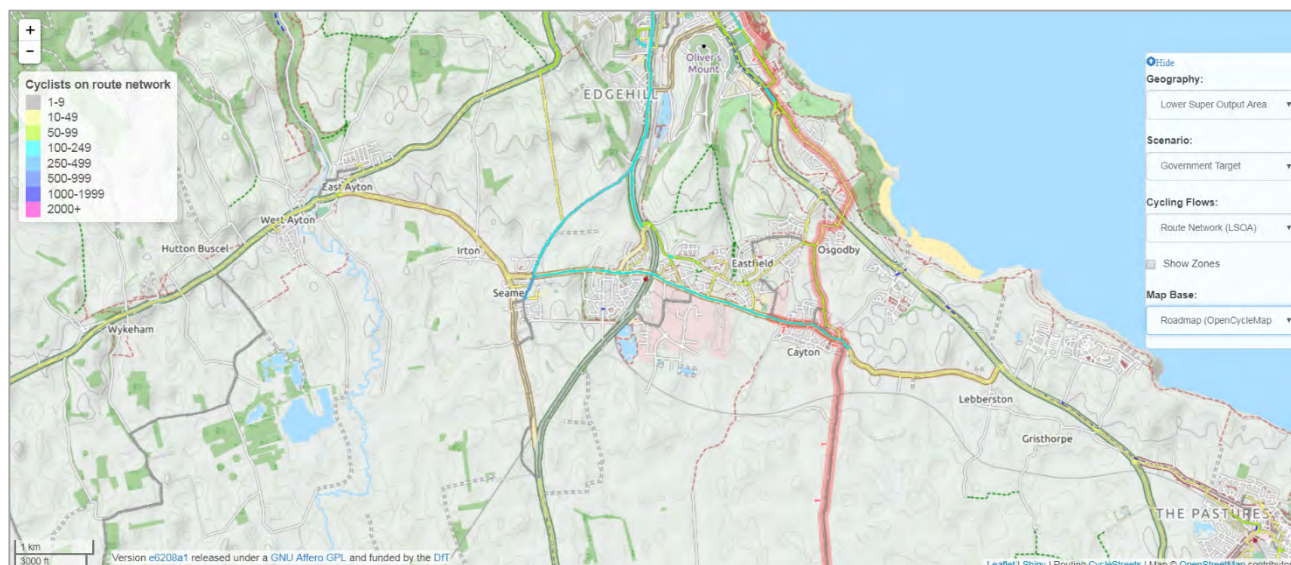 +
−
Cyclists on route network
1-9
10-49
50-99
100-249
250-499
500-999
1000-1999
2000+
Oliver's
Mount
EDGEHILL
East Ayton
West Ayton
Hutton Buscel
Irton
Wykeham
Seamer
Eastfield
Osgodby
Cayton
Lebberston
Gristhorpe
THE PASTURES
Hide
Geography:
Lower Super Output Area
Scenario:
Government Target
Cycling Flows:
Route Network (LSOA)
Show Zones
Map Base:
Roadmap (OpenCycleMap
1 km
3000 ft
Version e6208a1 released under a GNU Affero GPL and funded by the DfT
Leaflet | Shiny | Routing CycleStreets | Map © OpenStreetMap contributors